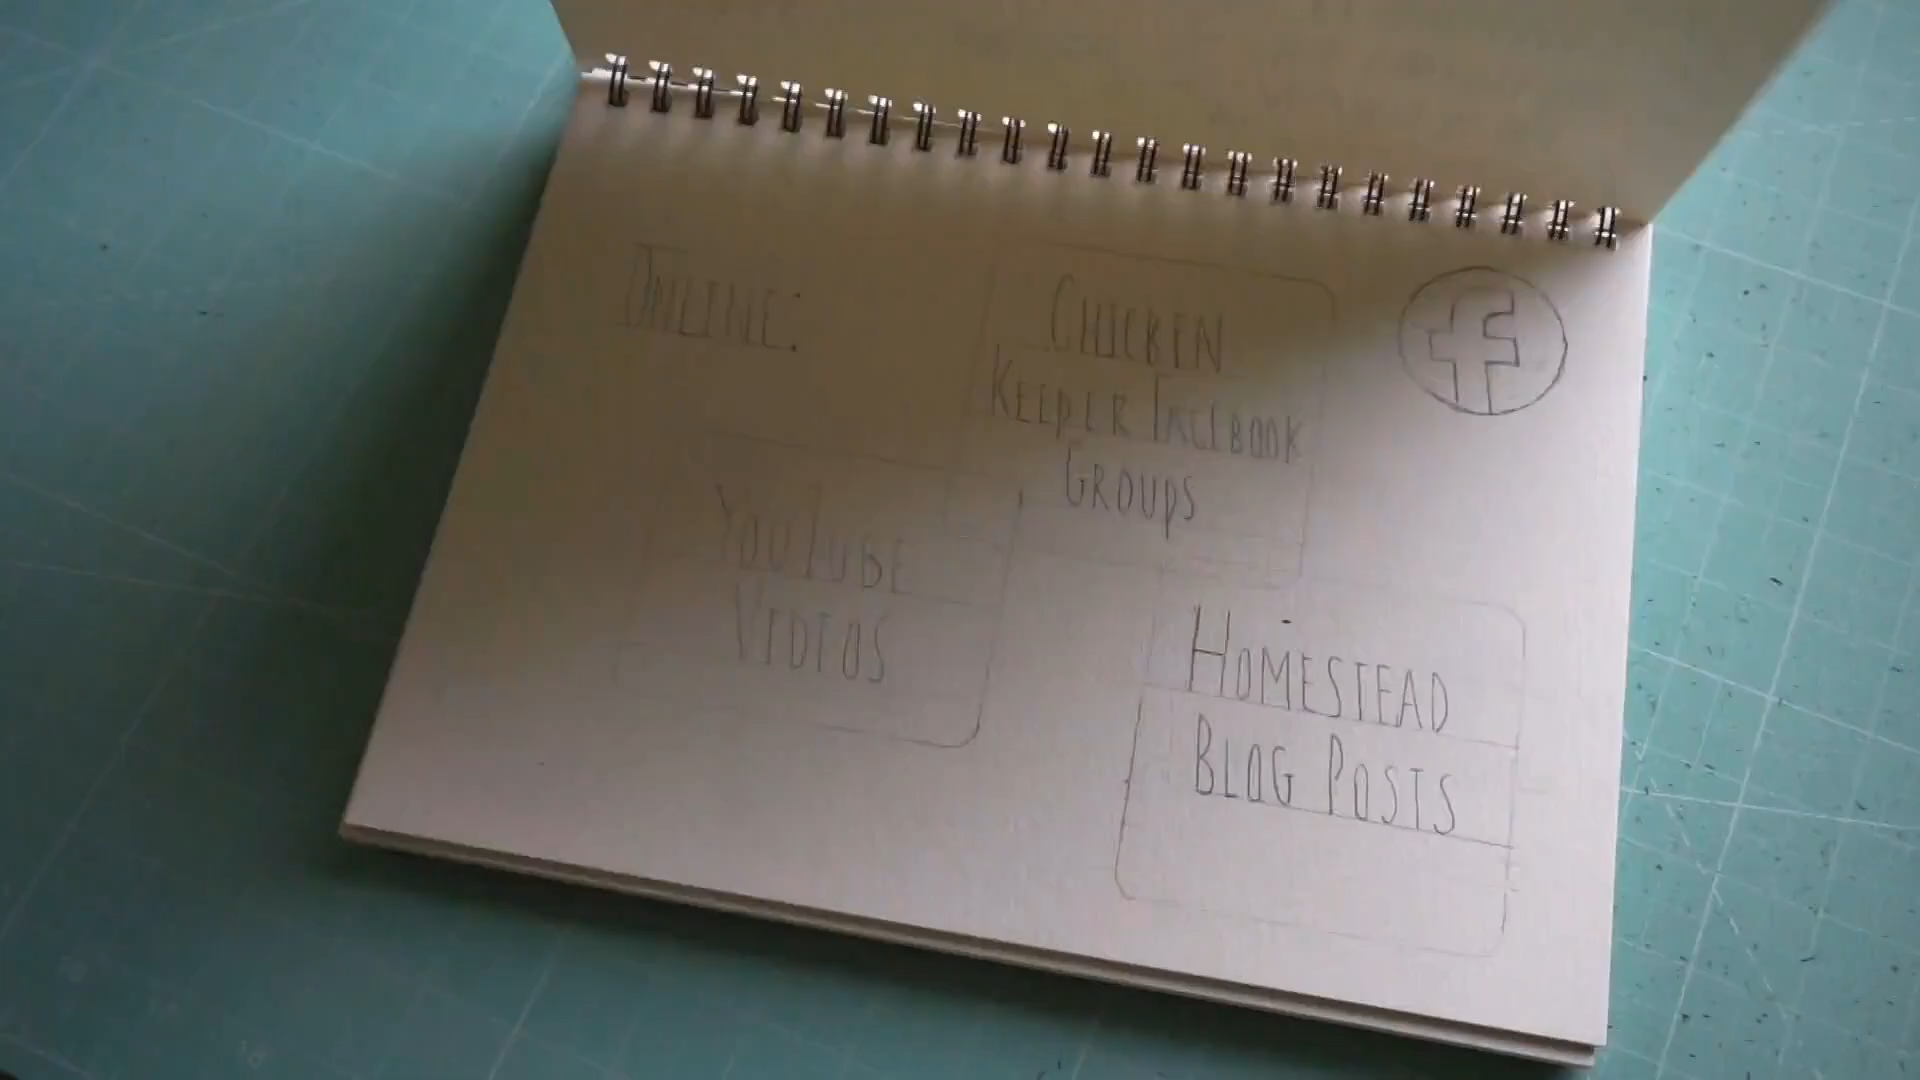 ONLINE:
CHICKEN
KEEPER FACEBOOK
GROUPS
f
YOUTUBE
VIDEOS
HOMESTEAD
BLOG POSTS